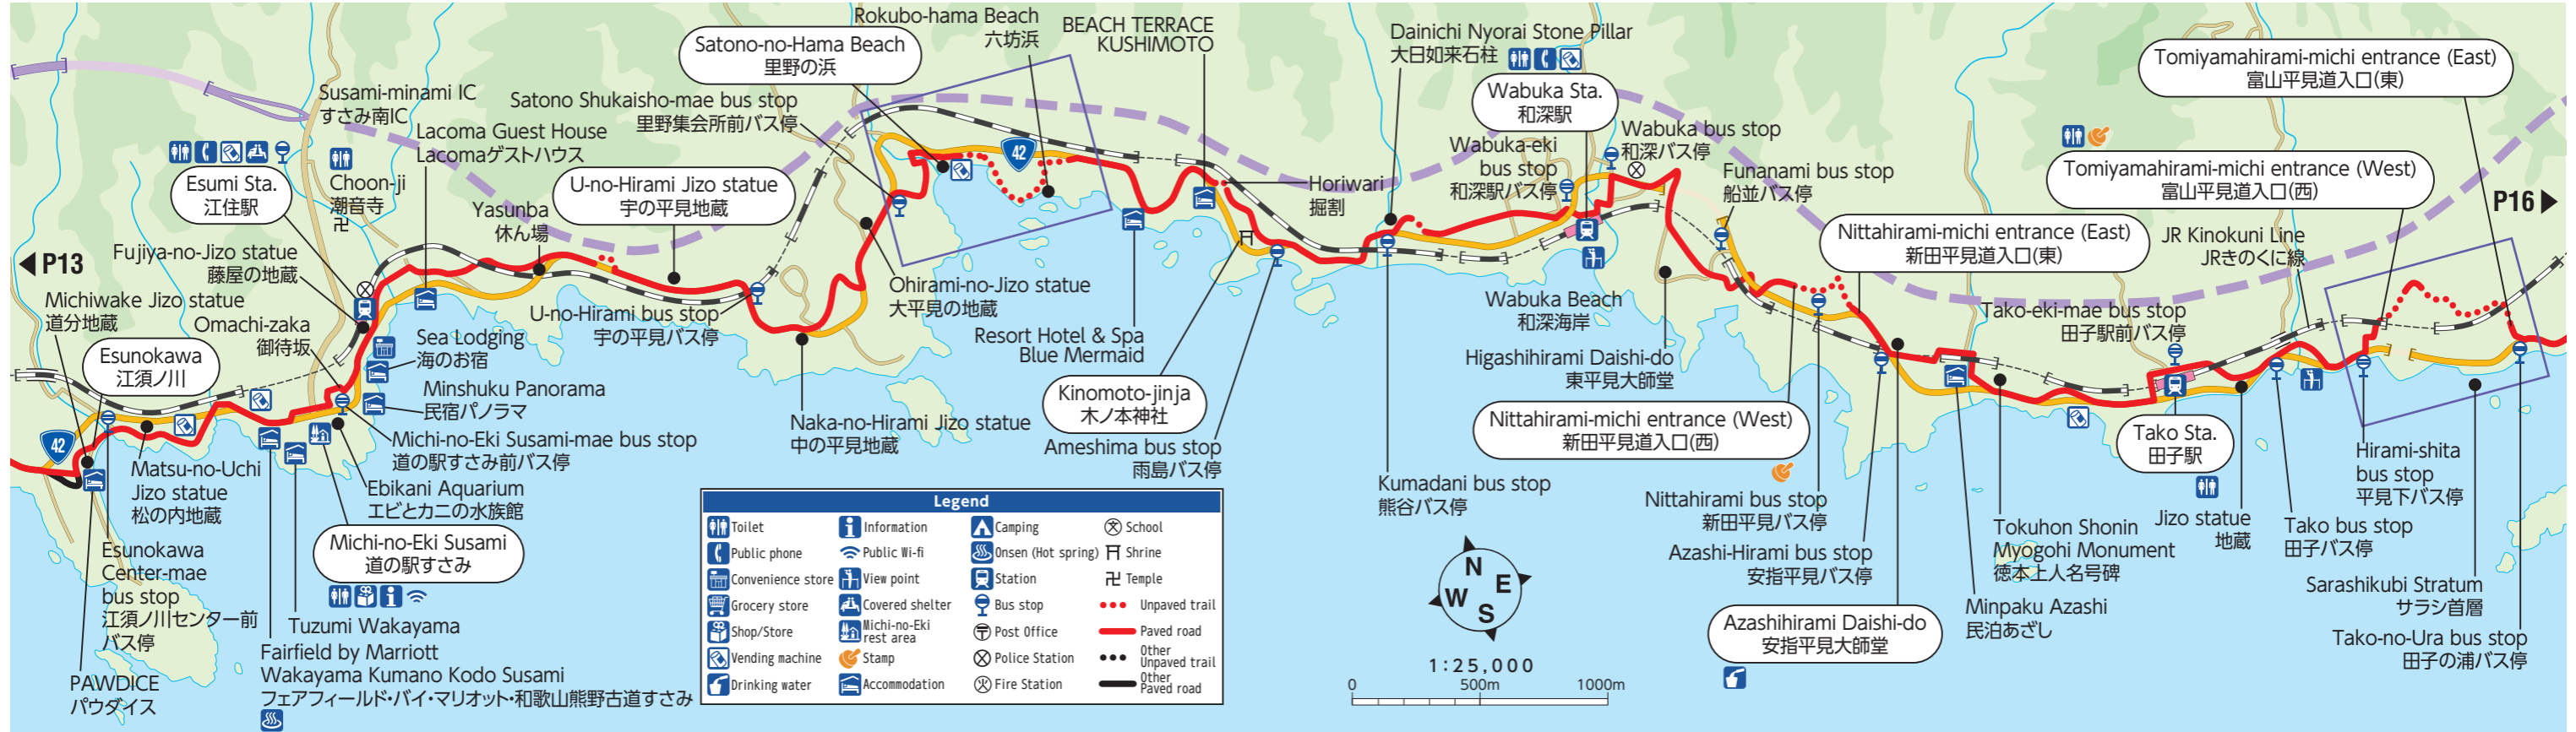 Rokubo-hama Beach
六坊浜
BEACH TERRACE
KUSHIMOTO
Satono-no-Hama Beach
里野の浜
Dainichi Nyorai Stone Pillar
大日如来石柱
Tomiyamahirami-michi entrance (East)
富山平見道入口(東)
Susami-minami IC
すさみ南IC
Satono Shukaisho-mae bus stop
里野集会所前バス停
42
Wabuka Sta.
和深駅
Lacoma Guest House
Lacomaゲストハウス
Wabuka bus stop
和深バス停
Wabuka-eki
bus stop
和深駅バス停
Tomiyamahirami-michi entrance (West)
富山平見道入口(西)
Esumi Sta.
江住駅
Choon-ji
潮音寺
卍
U-no-Hirami Jizo statue
宇の平見地蔵
Horiwari
掘割
Funanami bus stop
船並バス停
P16
Yasunba
休ん場
Nittahirami-michi entrance (East)
新田平見道入口(東)
JR Kinokuni Line
JRきのくに線
P13
Fujiya-no-Jizo statue
藤屋の地蔵
Michiwake Jizo statue
道分地蔵
Omachi-zaka
御待坂
U-no-Hirami bus stop
宇の平見バス停
Ohirami-no-Jizo statue
大平見の地蔵
Wabuka Beach
和深海岸
Tako-eki-mae bus stop
田子駅前バス停
Esunokawa
江須ノ川
Sea Lodging
海のお宿
Resort Hotel & Spa
Blue Mermaid
Higashihirami Daishi-do
東平見大師堂
Minshuku Panorama
民宿パノラマ
Kinomoto-jinja
木ノ本神社
Nittahirami-michi entrance (West)
新田平見道入口(西)
Naka-no-Hirami Jizo statue
中の平見地蔵
Tako Sta.
田子駅
42
Michi-no-Eki Susami-mae bus stop
道の駅すさみ前バス停
Ameshima bus stop
雨島バス停
Hirami-shita
bus stop
平見下バス停
Matsu-no-Uchi
Jizo statue
松の内地蔵
Ebikani Aquarium
エビとカニの水族館
Kumadani bus stop
熊谷バス停
Nittahirami bus stop
新田平見バス停
Tokuhon Shonin
Myogohi Monument
徳本上人名号碑
Jizo statue
地蔵
Tako bus stop
田子バス停
Michi-no-Eki Susami
道の駅すさみ
Esunokawa
Center-mae
bus stop
江須ノ川センター前
バス停
Azashi-Hirami bus stop
安指平見バス停
Sarashikubi Stratum
サラシ首層
Tuzumi Wakayama
Minpaku Azashi
民泊あざし
Azashihirami Daishi-do
安指平見大師堂
Tako-no-Ura bus stop
田子の浦バス停
Fairfield by Marriott
Wakayama Kumano Kodo Susami
フェアフィールド・バイ・マリオット・和歌山熊野古道すさみ
PAWDICE
パウダイス
Legend
Toilet
Public phone
Convenience store
Grocery store
Shop/Store
Vending machine
Drinking water
Information
Public Wi-fi
View point
Covered shelter
Michi-no-Eki
rest area
Stamp
Accommodation
Camping
Onsen (Hot spring)
Station
Bus stop
Post Office
Police Station
Fire Station
School
Shrine
卍 Temple
Unpaved trail
Paved road
Other
Unpaved trail
Other
Paved road
N
E
W
S
1:25,000
0 500m 1000m